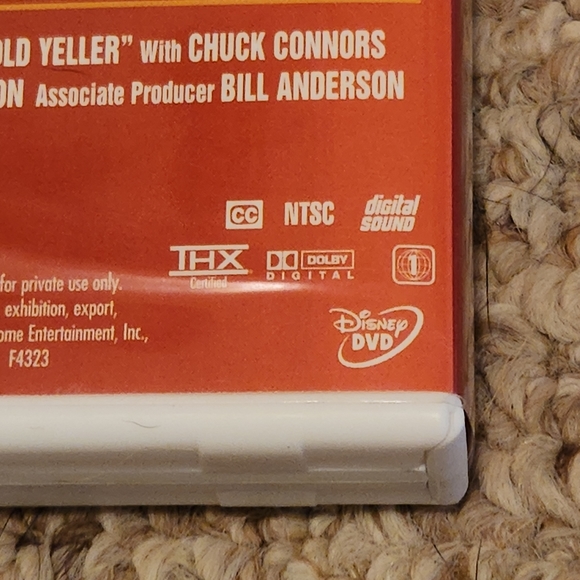 OLD YELLER" With CHUCK CONNORS
ON Associate Producer BILL ANDERSON
CC NTSC digital SOUND
THX Certified DOLBY DIGITAL 1
for private use only.
exhibition, export,
ome Entertainment, Inc.,
F4323
Disney DVD